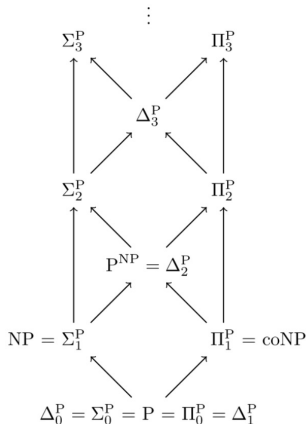 ⋮
Σ₃ᴾ Π₃ᴾ
Δ₃ᴾ
Σ₂ᴾ Π₂ᴾ
Pᴺᴾ = Δ₂ᴾ
NP = Σ₁ᴾ Π₁ᴾ = coNP
Δ₀ᴾ = Σ₀ᴾ = P = Π₀ᴾ = Δ₁ᴾ